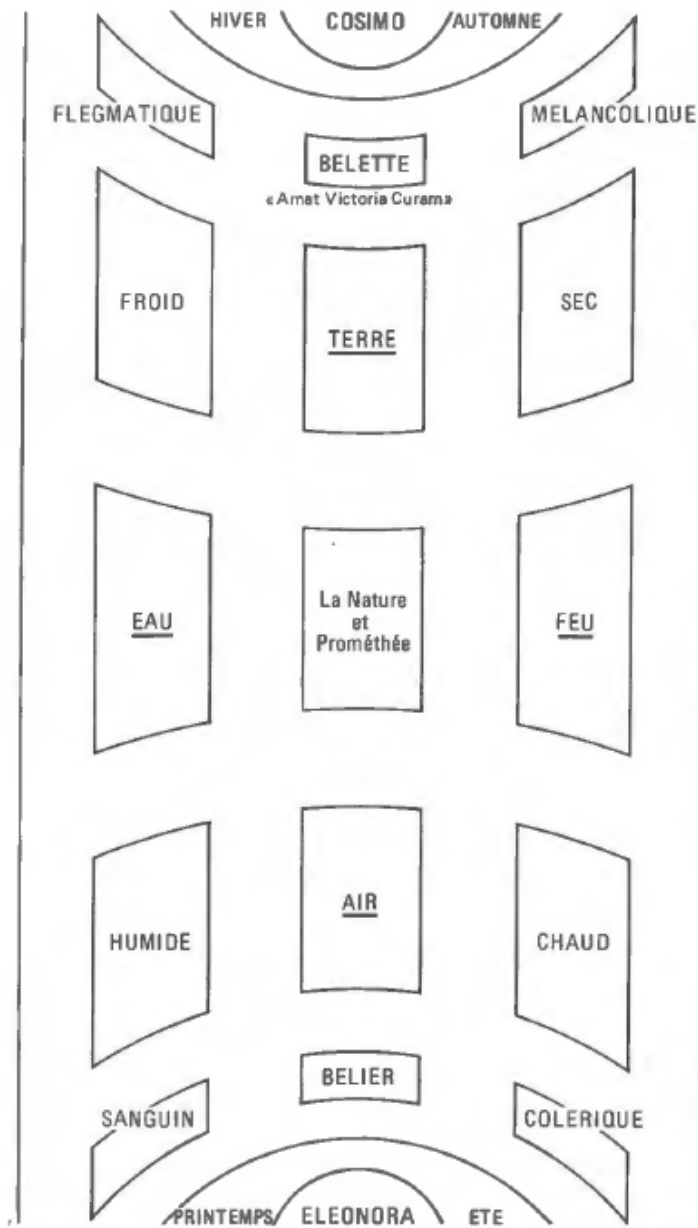 HIVER COSIMO AUTOMNE
FLEGMATIQUE MELANCOLIQUE
BELETTE
«Amat Victoria Curam»
FROID SEC
TERRE
EAU La Nature et Prométhée FEU
AIR
HUMIDE CHAUD
BELIER
SANGUIN COLERIQUE
PRINTEMPS ELEONORA ETE